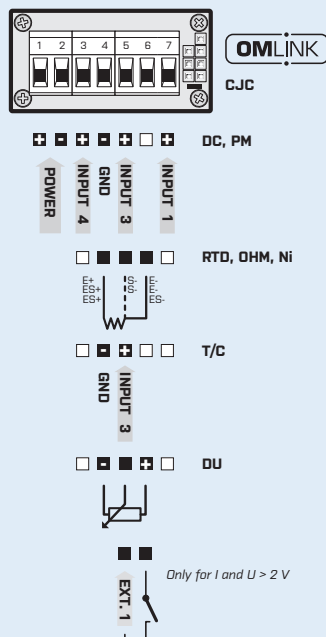 1 2 3 4 5 6 7
OMLINK
CJC
+ - + - + +
DC, PM
POWER
INPUT 4
GND
INPUT 3
INPUT 1
RTD, OHM, Ni
E+ S- E-
ES+ S- E-
ES+ ES-
- +
T/C
GND
INPUT 3
- +
DU
Only for I and U > 2 V
EXT. 1